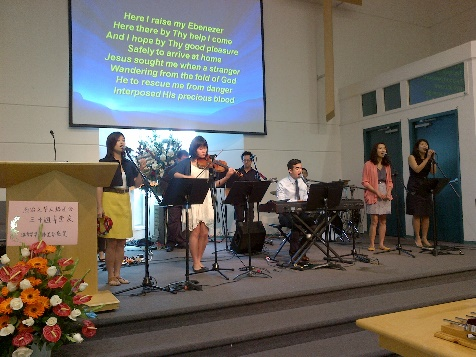 Here I raise my Ebenezer
Here there by Thy help I come
And I hope by Thy good pleasure
Safely to arrive at home
Jesus sought me when a stranger
Wandering from the fold of God
He to rescue me from danger
interposed His precious blood